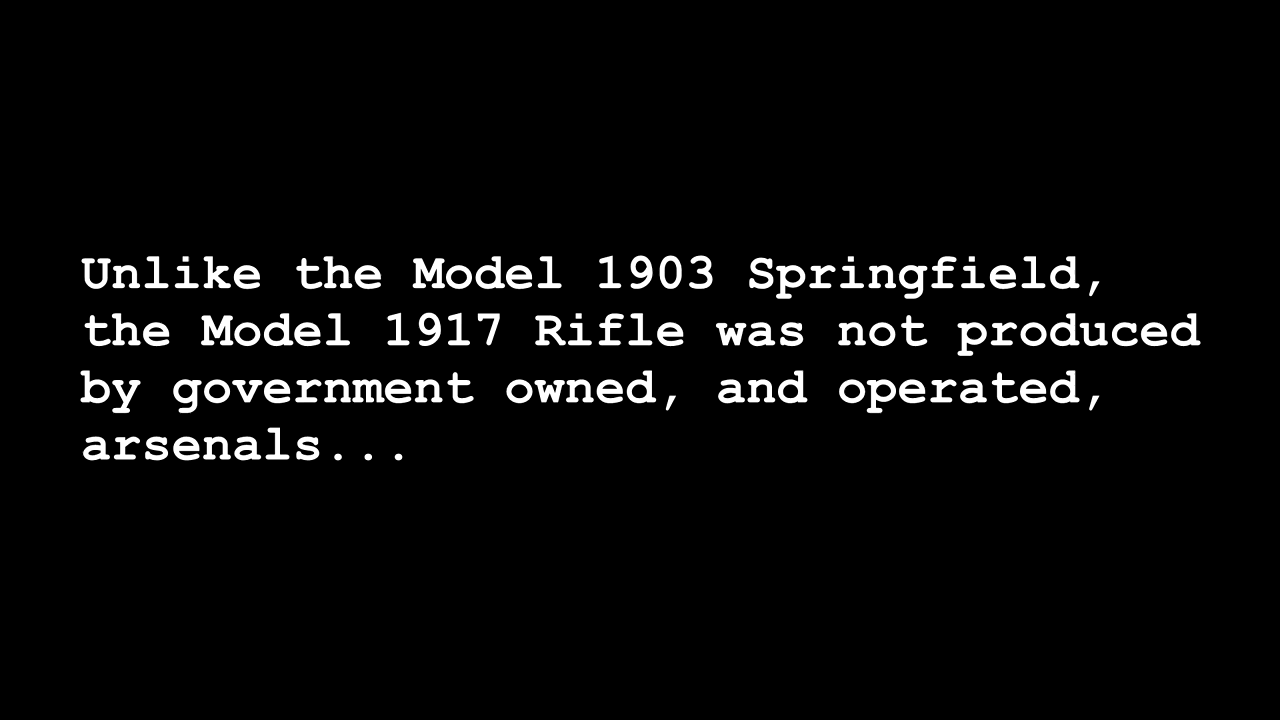 Unlike the Model 1903 Springfield,
the Model 1917 Rifle was not produced
by government owned, and operated,
arsenals...